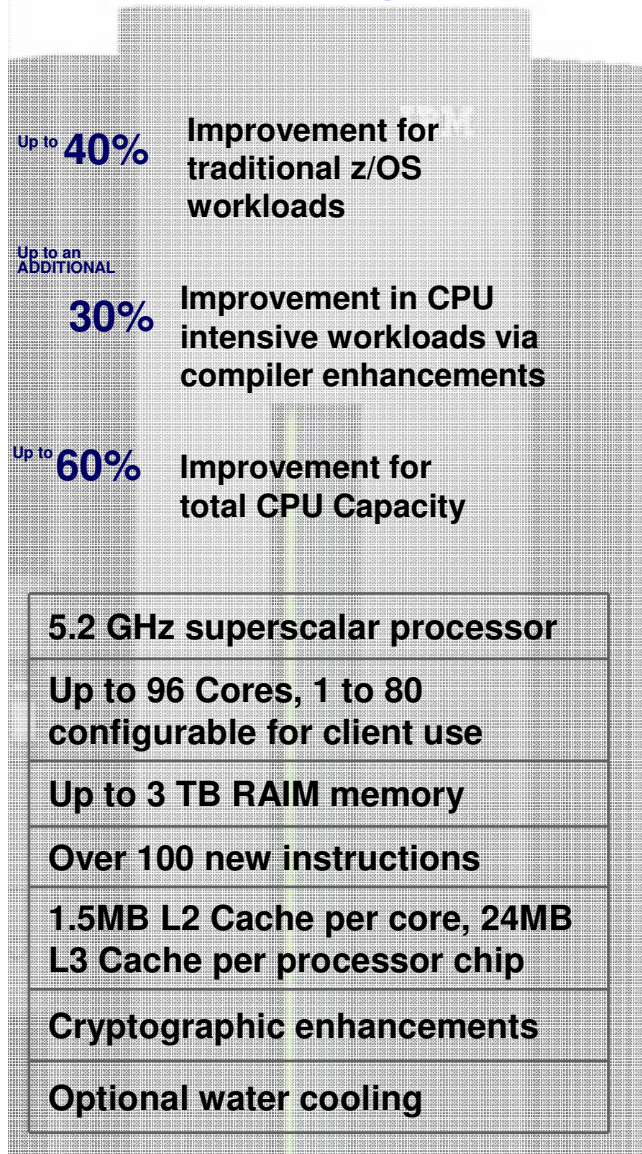 Up to 40% Improvement for
traditional z/OS
workloads
Up to an
ADDITIONAL
30% Improvement in CPU
intensive workloads via
compiler enhancements
Up to 60% Improvement for
total CPU Capacity
5.2 GHz superscalar processor
Up to 96 Cores, 1 to 80
configurable for client use
Up to 3 TB RAIM memory
Over 100 new instructions
1.5MB L2 Cache per core, 24MB
L3 Cache per processor chip
Cryptographic enhancements
Optional water cooling